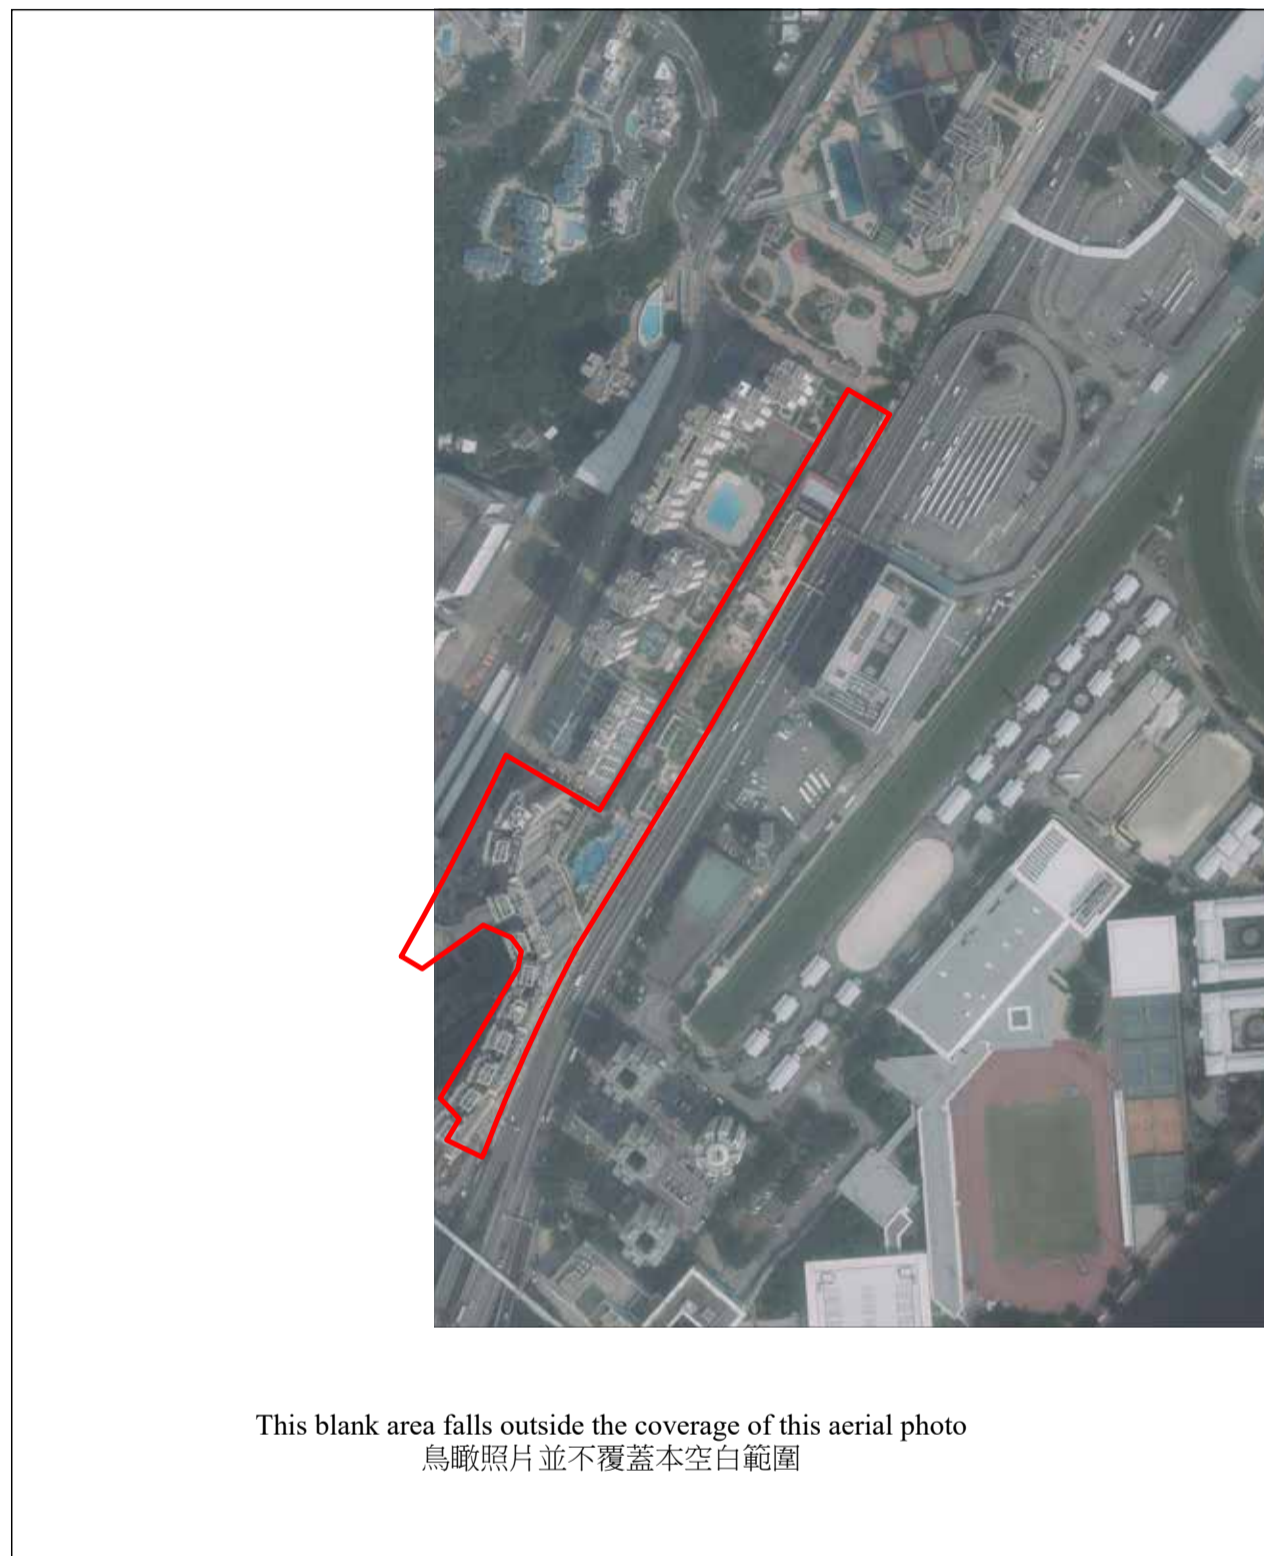 This blank area falls outside the coverage of this aerial photo
鳥瞰照片並不覆蓋本空白範圍